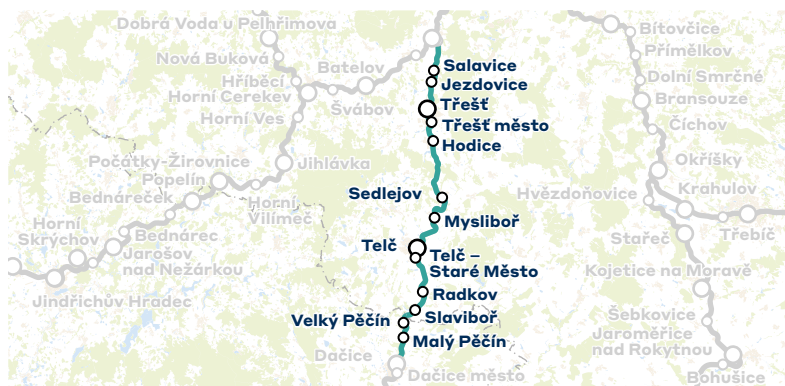 Dobrá Voda u Pelhřimova
Nová Buková
Hříběcí
Horní Cerekev
Horní Ves
Batelov
Švábov
Jihlávka
Počátky-Žirovnice
Popelín
Bednáreček
Horní
Vilímeč
Horní
Skrýchov
Bednárec
Jarošov
nad Nežárkou
Jindřichův Hradec
Salavice
Jezdovice
Třešť
Třešť město
Hodice
Sedlejov
Mysliboř
Telč
Telč –
Staré Město
Radkov
Slaviboř
Velký Pěčín
Malý Pěčín
Dačice
Dačice město
Bítovčice
Přímělkov
Dolní Smrčné
Bransouze
Číchov
Okříšky
Hvězdoňovice
Krahulov
Stařeč
Třebíč
Kojetice na Moravě
Šebkovice
Jaroměřice
nad Rokytnou
Bohušice